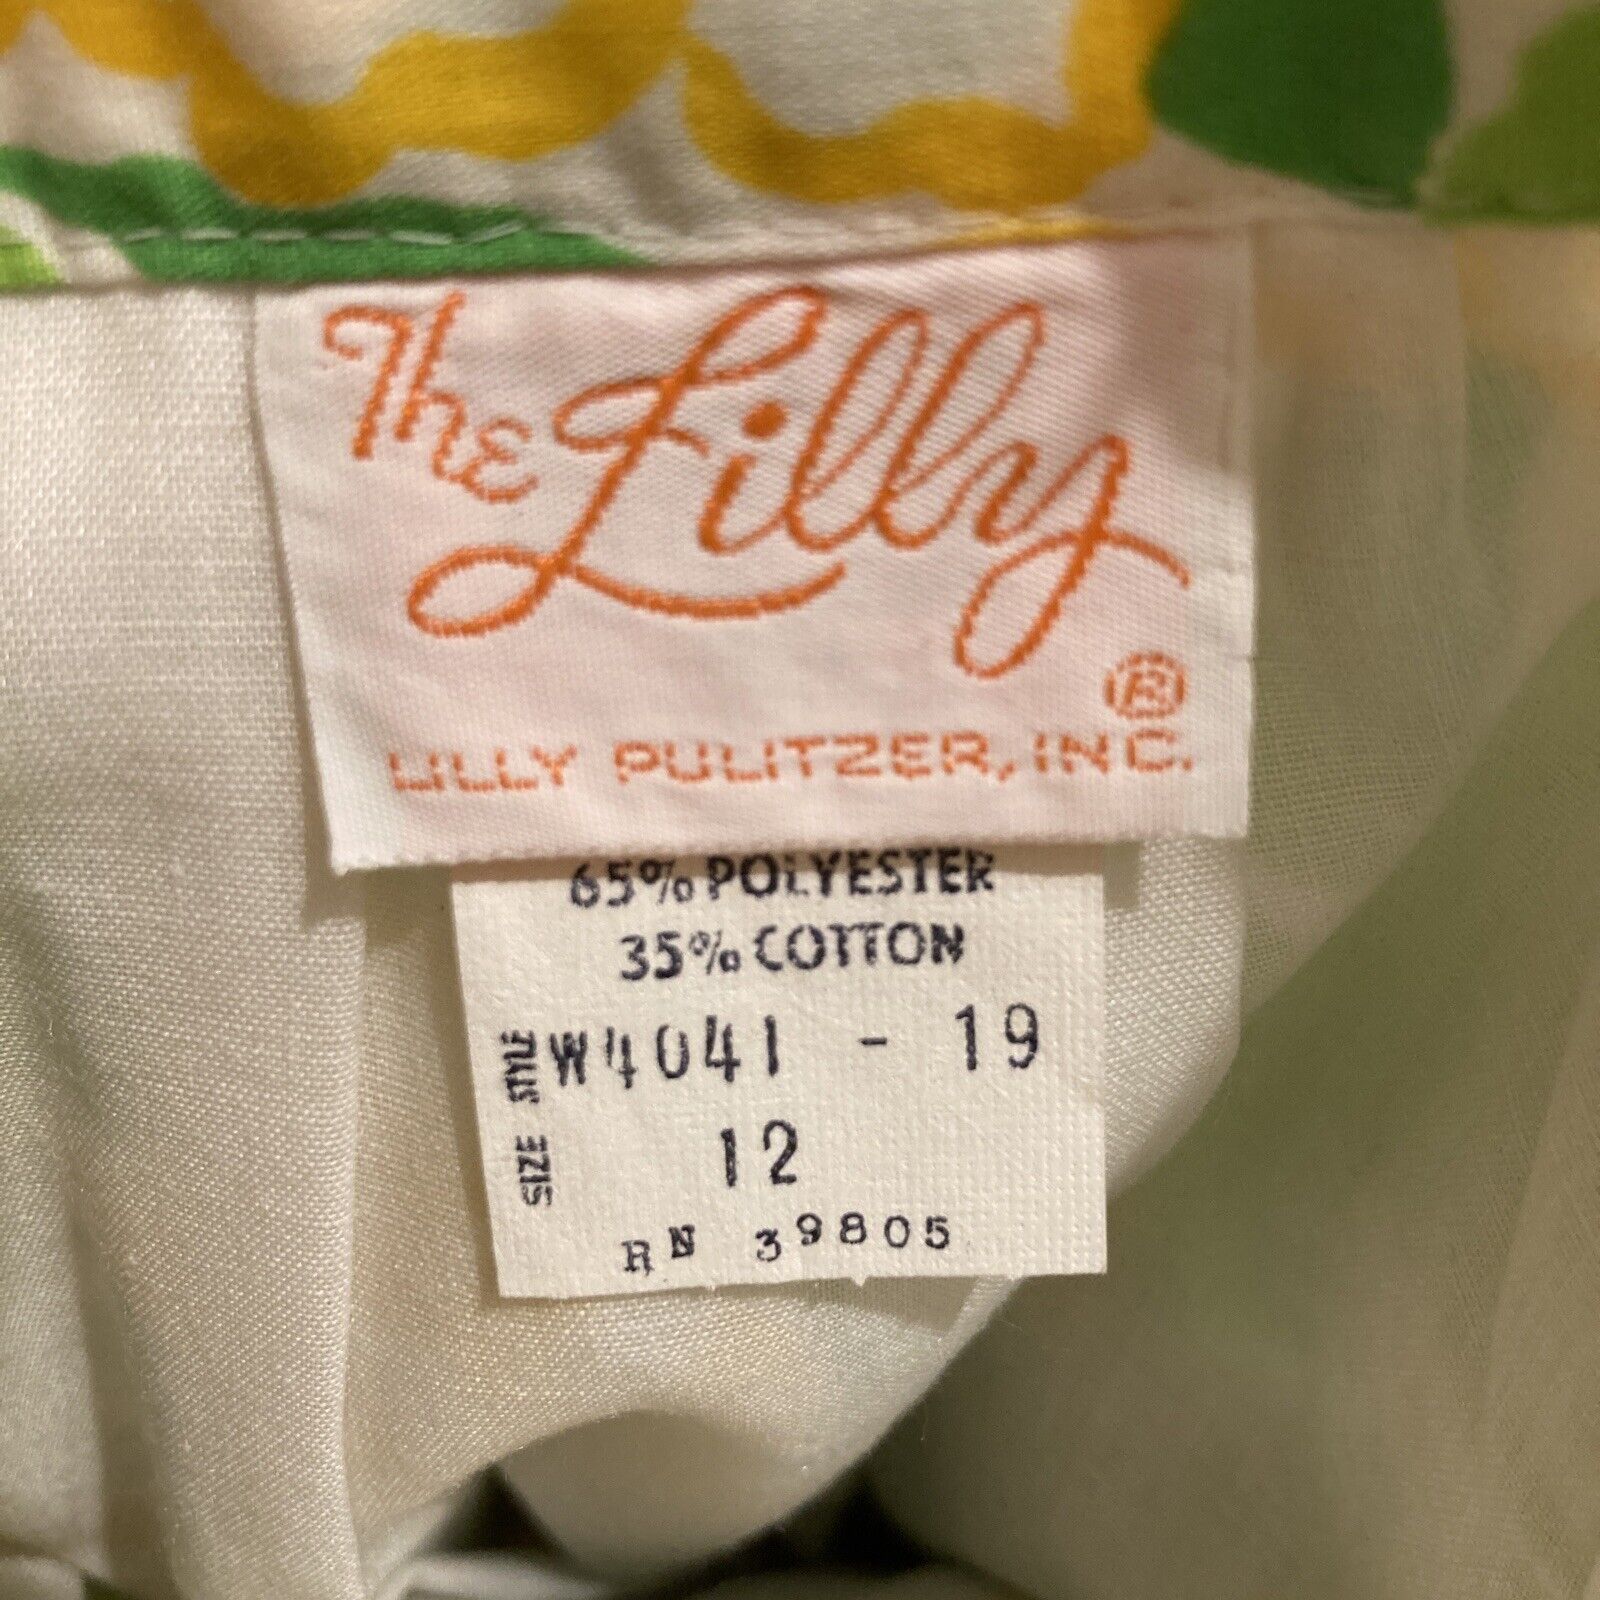 The Lilly
®
LILLY PULITZER, INC.
65% POLYESTER
35% COTTON
STYLE W4041 - 19
SIZE 12
RN 39805